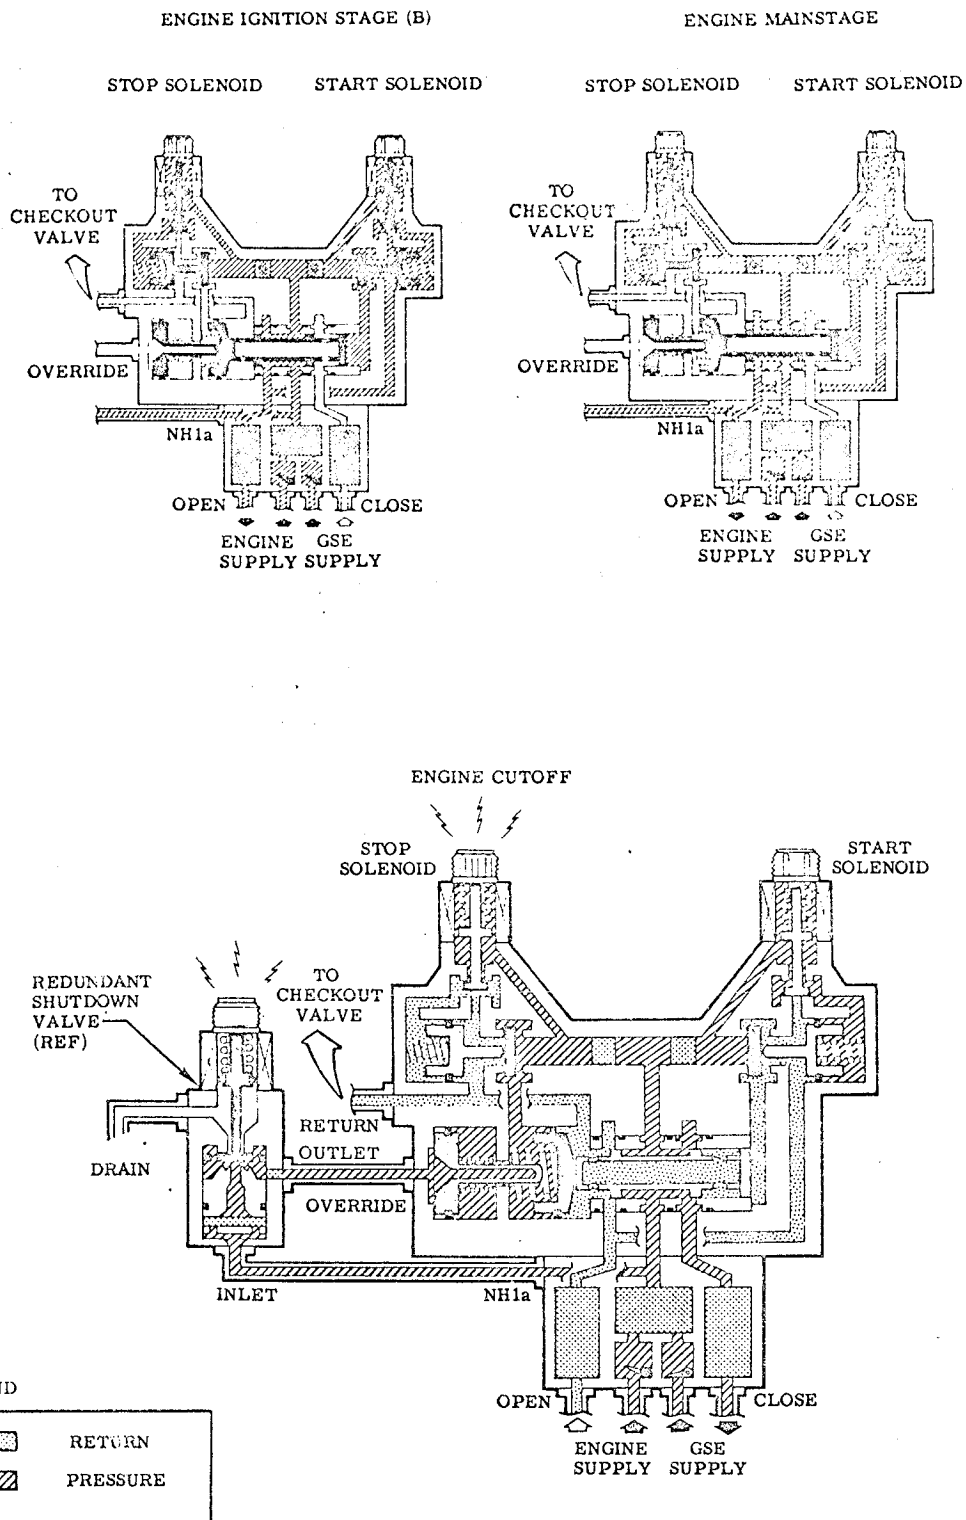 ENGINE IGNITION STAGE (B)
ENGINE MAINSTAGE
STOP SOLENOID
START SOLENOID
STOP SOLENOID
START SOLENOID
TO
CHECKOUT
VALVE
OVERRIDE
NH1a
OPEN
CLOSE
ENGINE
SUPPLY
GSE
SUPPLY
TO
CHECKOUT
VALVE
OVERRIDE
NH1a
OPEN
CLOSE
ENGINE
SUPPLY
GSE
SUPPLY
ENGINE CUTOFF
STOP
SOLENOID
START
SOLENOID
REDUNDANT
SHUTDOWN
VALVE
(REF)
TO
CHECKOUT
VALVE
RETURN
OUTLET
DRAIN
OVERRIDE
INLET
NH1a
OPEN
CLOSE
ENGINE
SUPPLY
GSE
SUPPLY
ND
RETURN
PRESSURE